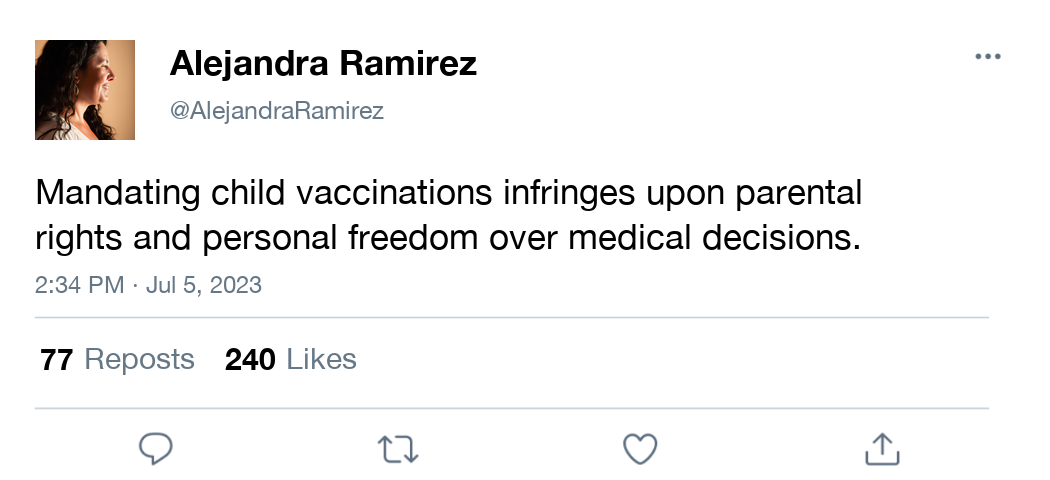 Alejandra Ramirez
@AlejandraRamirez
Mandating child vaccinations infringes upon parental
rights and personal freedom over medical decisions.
2:34 PM · Jul 5, 2023
77 Reposts 240 Likes